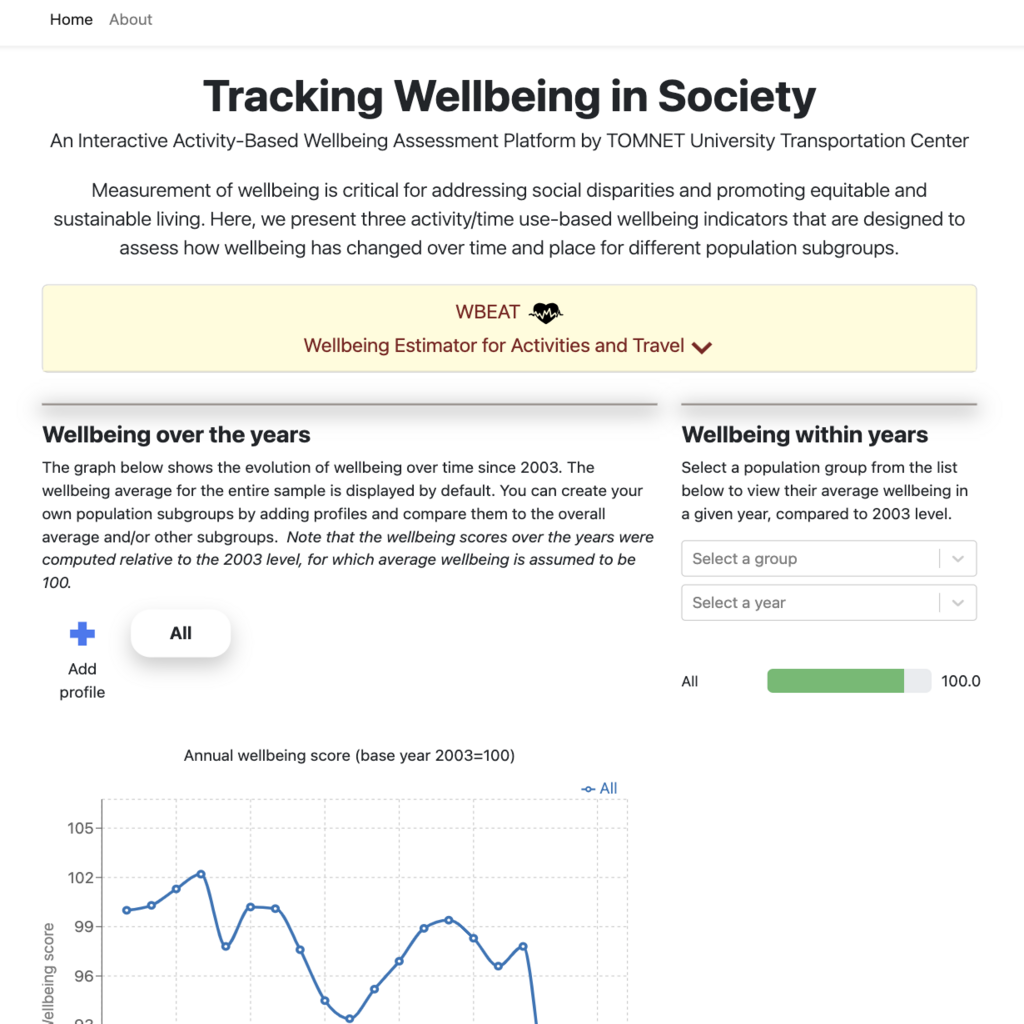 Home About
Tracking Wellbeing in Society
An Interactive Activity-Based Wellbeing Assessment Platform by TOMNET University Transportation Center
Measurement of wellbeing is critical for addressing social disparities and promoting equitable and
sustainable living. Here, we present three activity/time use-based wellbeing indicators that are designed to
assess how wellbeing has changed over time and place for different population subgroups.
WBEAT
Wellbeing Estimator for Activities and Travel
Wellbeing over the years
The graph below shows the evolution of wellbeing over time since 2003. The
wellbeing average for the entire sample is displayed by default. You can create your
own population subgroups by adding profiles and compare them to the overall
average and/or other subgroups. Note that the wellbeing scores over the years were
computed relative to the 2003 level, for which average wellbeing is assumed to be
100.
Add
profile
All
Wellbeing within years
Select a population group from the list
below to view their average wellbeing in
a given year, compared to 2003 level.
Select a group
Select a year
All 100.0
Annual wellbeing score (base year 2003=100)
All
105
102
99
96
score